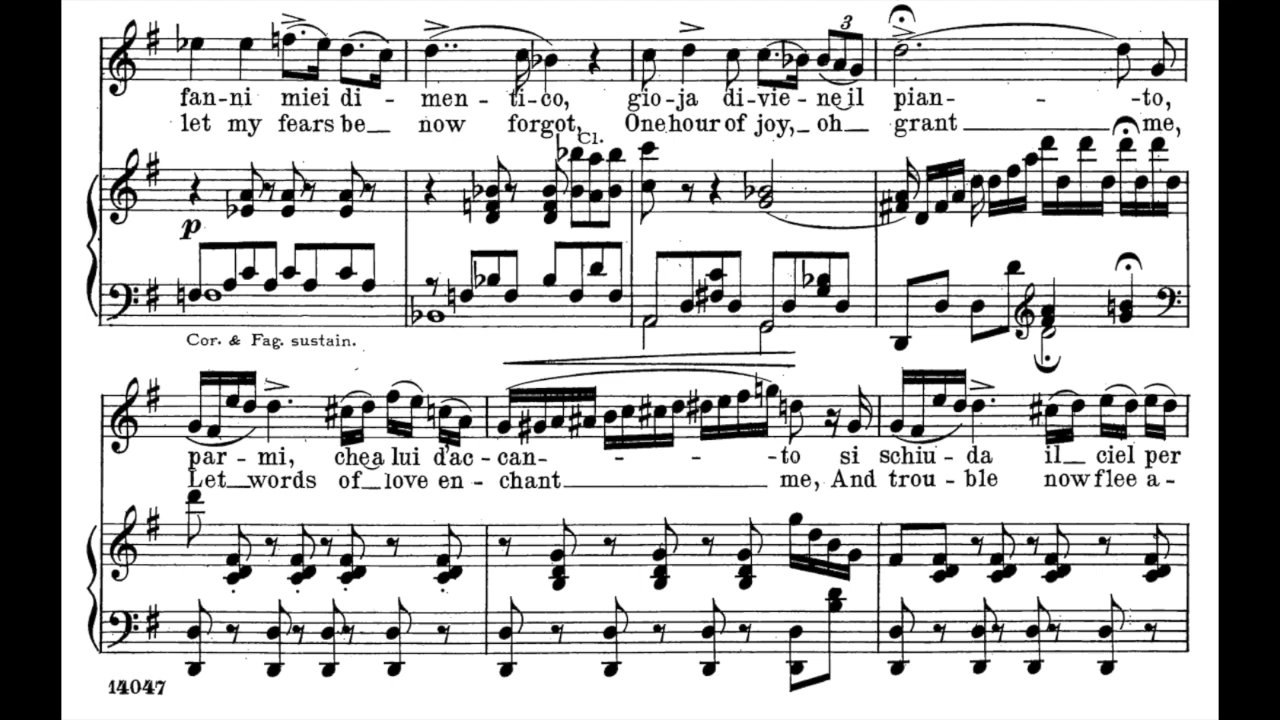 3
fan-ni miei di - men-ti-co, gio-ja di-vie-ne il pian- - - -to,
let my fears be now forgot, One hour of joy, oh grant me,
Cl.
p
Cor. & Fag. sustain.
par-mi, che a lui d'ac-can- - - - -to si schiu-da il ciel per
Let words of love en-chant me, And trou-ble now flee a-
14047